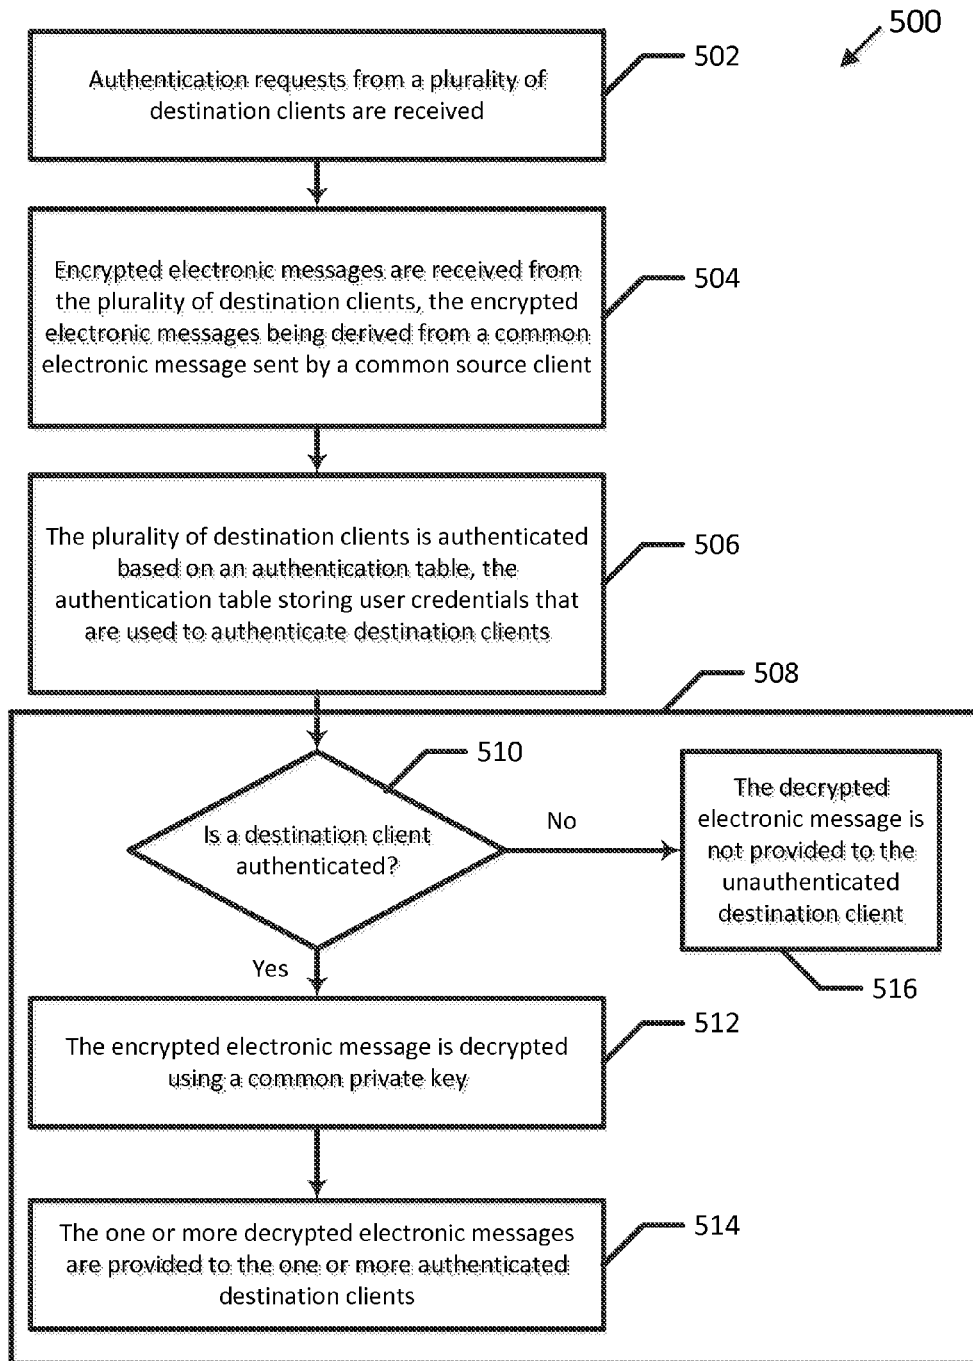 500
Authentication requests from a plurality of
destination clients are received
502
Encrypted electronic messages are received from
the plurality of destination clients, the encrypted
electronic messages being derived from a common
electronic message sent by a common source client
504
The plurality of destination clients is authenticated
based on an authentication table, the
authentication table storing user credentials that
are used to authenticate destination clients
506
508
Is a destination client
authenticated?
510
No
The decrypted
electronic message is
not provided to the
unauthenticated
destination client
516
Yes
The encrypted electronic message is decrypted
using a common private key
512
The one or more decrypted electronic messages
are provided to the one or more authenticated
destination clients
514